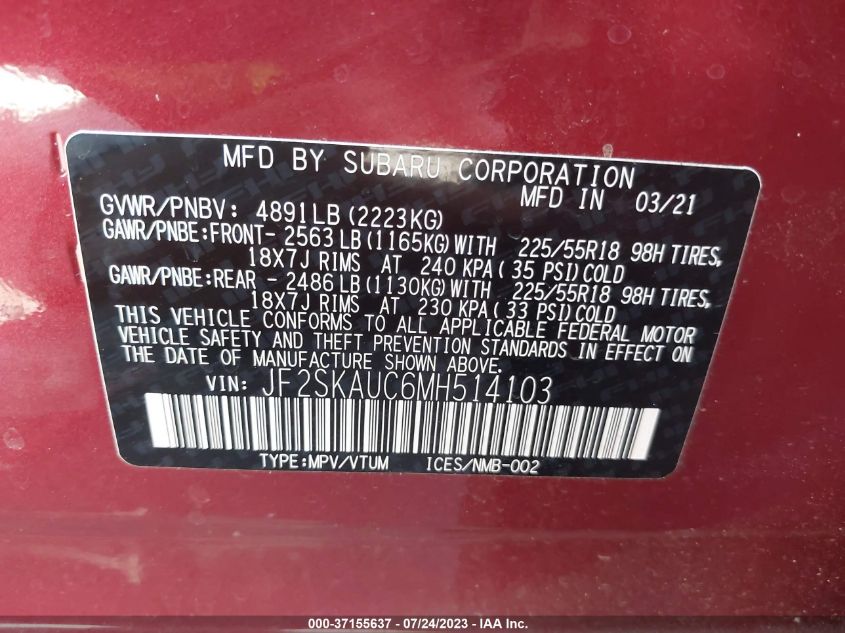 MFD BY SUBARU CORPORATION
MFD IN 03/21
GVWR/PNBV: 4891LB (2223KG)
GAWR/PNBE:FRONT- 2563 LB (1165KG) WITH 225/55R18 98H TIRES,
18X7J RIMS AT 240 KPA ( 35 PSI) COLD
GAWR/PNBE:REAR - 2486 LB (1130KG) WITH 225/55R18 98H TIRES,
18X7J RIMS AT 230 KPA ( 33 PSI) COLD
THIS VEHICLE CONFORMS TO ALL APPLICABLE FEDERAL MOTOR
VEHICLE SAFETY AND THEFT PREVENTION STANDARDS IN EFFECT ON
THE DATE OF MANUFACTURE SHOWN ABOVE.
VIN: JF2SKAUC6MH514103
TYPE:MPV/VTUM ICES/NMB-002
000-37155637 - 07/24/2023 - IAA Inc.